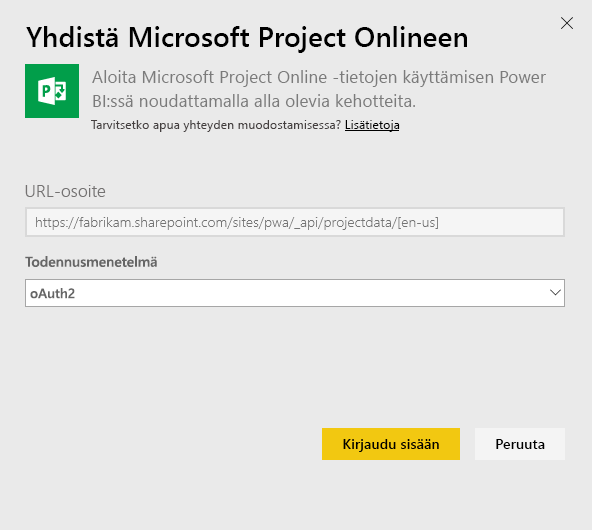 Yhdistä Microsoft Project Onlineen
Aloita Microsoft Project Online -tietojen käyttämisen Power
BI:ssä noudattamalla alla olevia kehotteita.
Tarvitsetko apua yhteyden muodostamisessa? Lisätietoja
URL-osoite
https://fabrikam.sharepoint.com/sites/pwa/_api/projectdata/[en-us]
Todennusmenetelmä
oAuth2
Kirjaudu sisään Peruuta